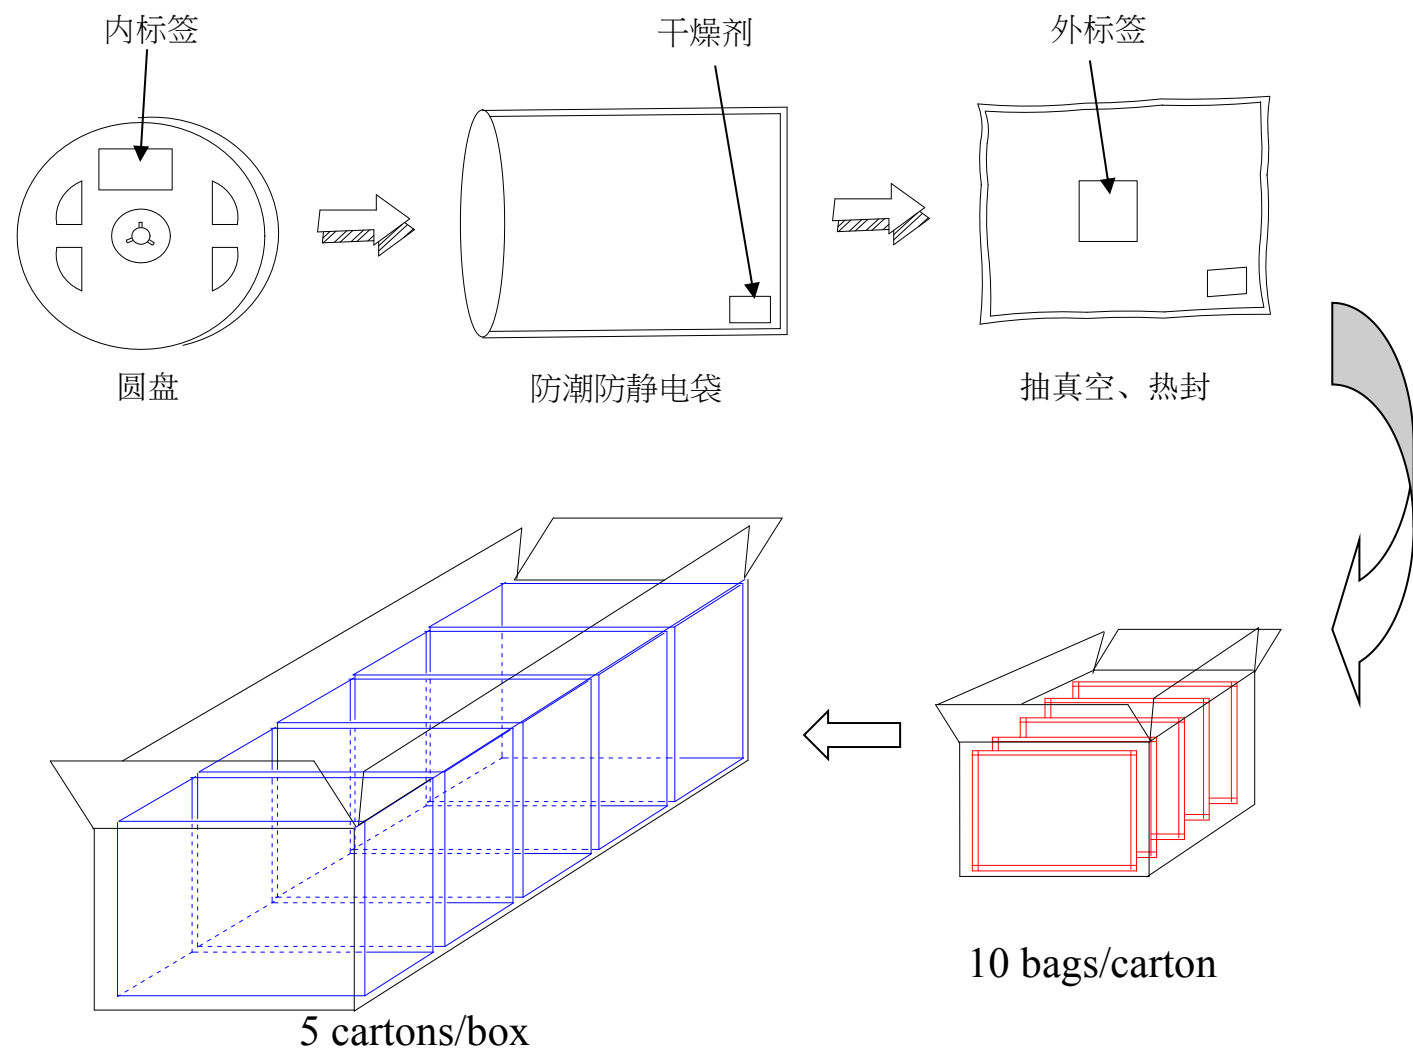 内标签
干燥剂
外标签
圆盘
防潮防静电袋
抽真空、热封
10 bags/carton
5 cartons/box